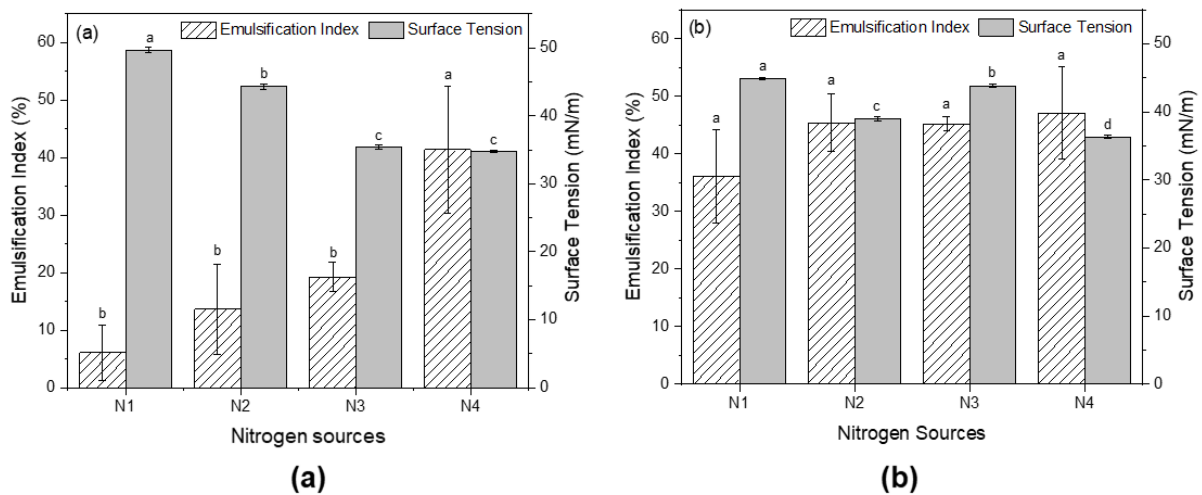 (a)
Emulsification Index
Surface Tension
60
50
40
30
20
10
0
Emulsification Index (%)
a
b
c
c
b
b
b
a
50
40
30
20
10
0
Surface Tension (mN/m)
N1
N2
N3
N4
Nitrogen sources
(a)
(b)
Emulsification Index
Surface Tension
60
50
40
30
20
10
0
Emulsification Index (%)
a
a
a
c
a
b
a
d
50
40
30
20
10
0
Surface Tension (mN/m)
N1
N2
N3
N4
Nitrogen Sources
(b)